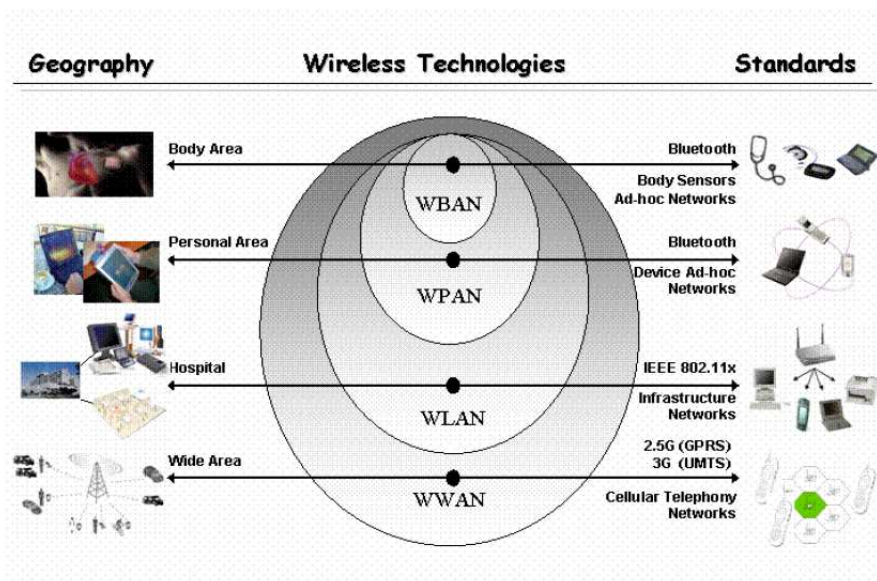 Geography
Wireless Technologies
Standards
Body Area
Bluetooth
WBAN
Body Sensors
Ad-hoc Networks
Personal Area
Bluetooth
WPAN
Device Ad-hoc
Networks
Hospital
IEEE 802.11x
WLAN
Infrastructure
Networks
Wide Area
2.5G (GPRS)
3G (UMTS)
WWAN
Cellular Telephony
Networks